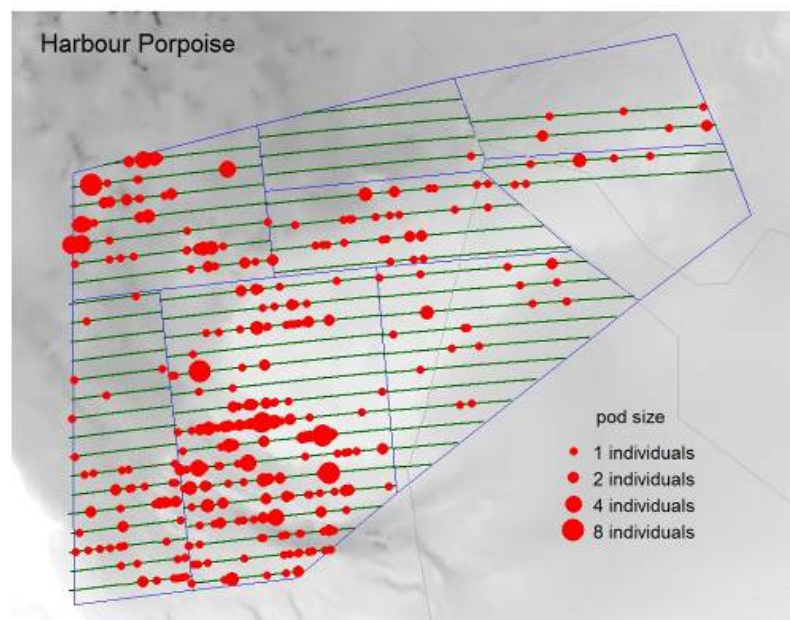 Harbour Porpoise
pod size
1 individuals
2 individuals
4 individuals
8 individuals